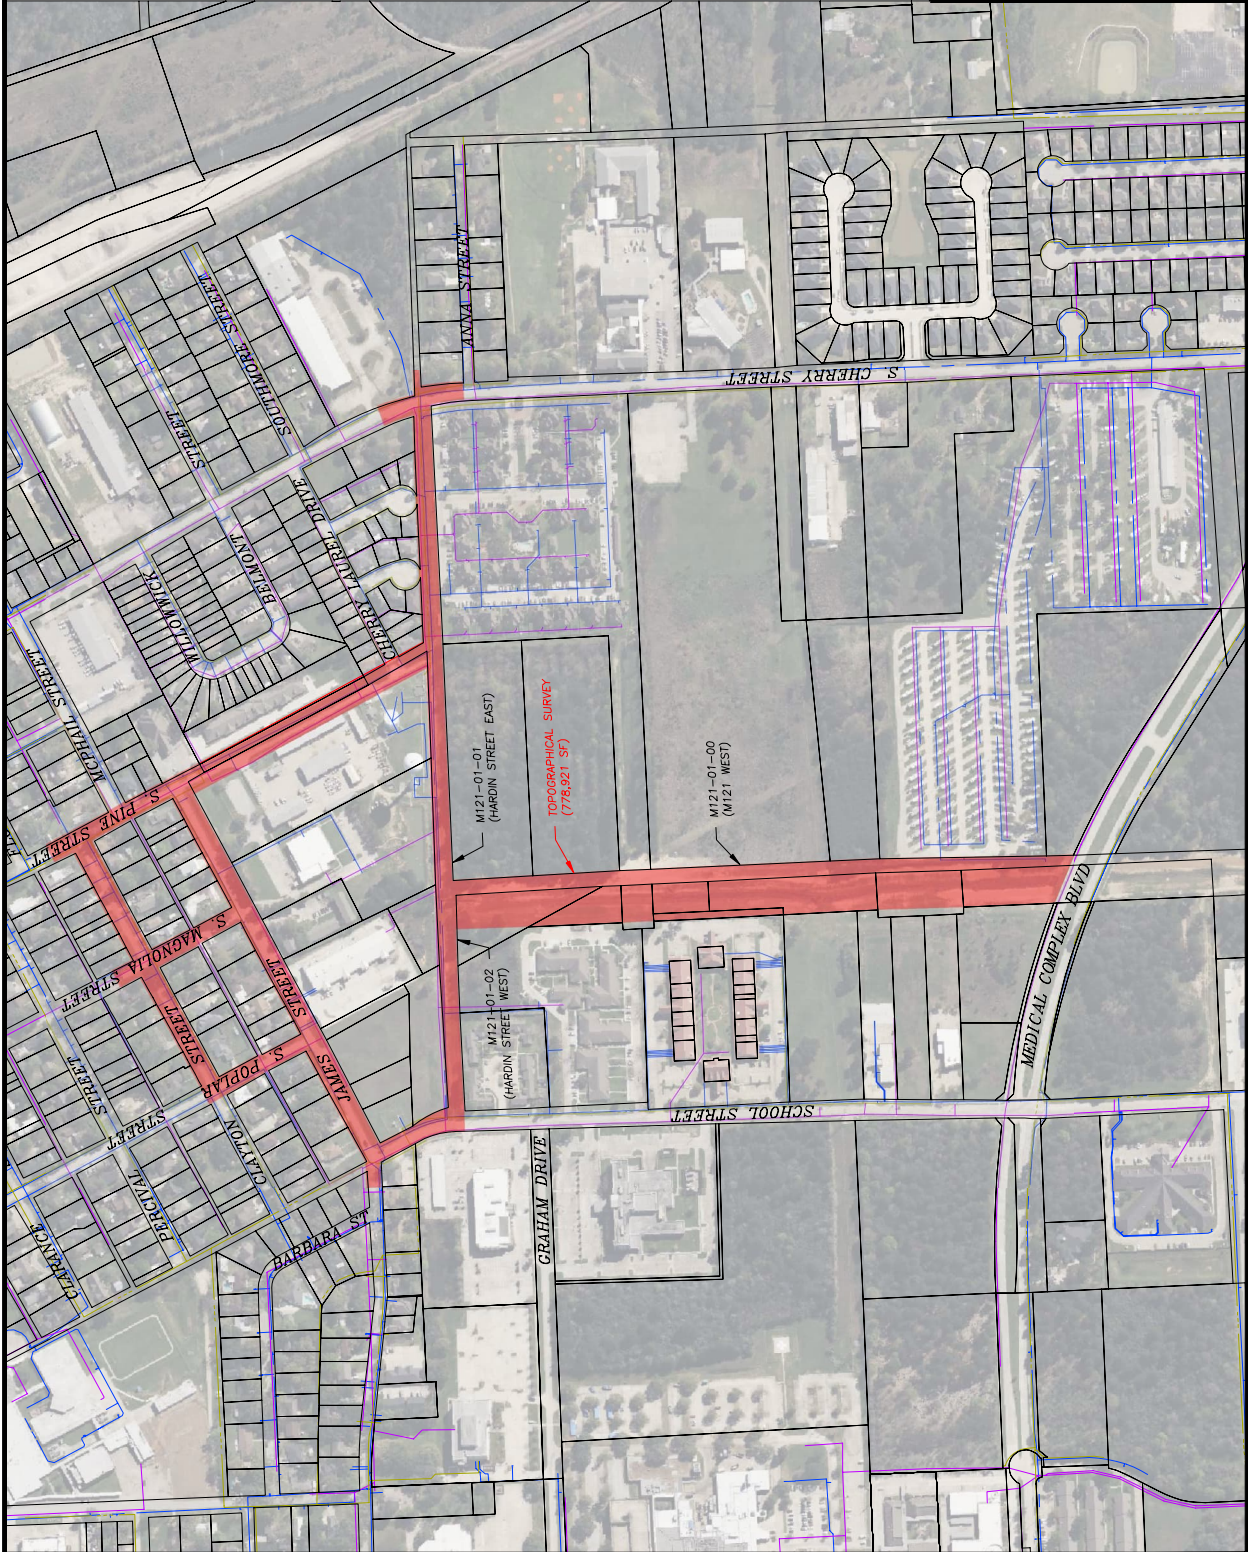 ANNA STREET
SOUTHMORE STREET
STREET
BELMONT
WILLOWWICK
CHERRY LAUREL DRIVE
S. CHERRY STREET
MCPHAIL STREET
S. PINE STREET
M121-01-01
(HARDIN STREET EAST)
TOPOGRAPHICAL SURVEY
(778,921 SF)
M121-01-00
(M121 WEST)
S. MAGNOLIA
STREET
STREET
STREET
JAMES
S. POPLAR
STREET
STREET
CLAYTON
PERCIVAL
CLARANCE
BARBARA ST
M121-01-02
(HARDIN STREET WEST)
GRAHAM DRIVE
SCHOOL STREET
MEDICAL COMPLEX BLVD